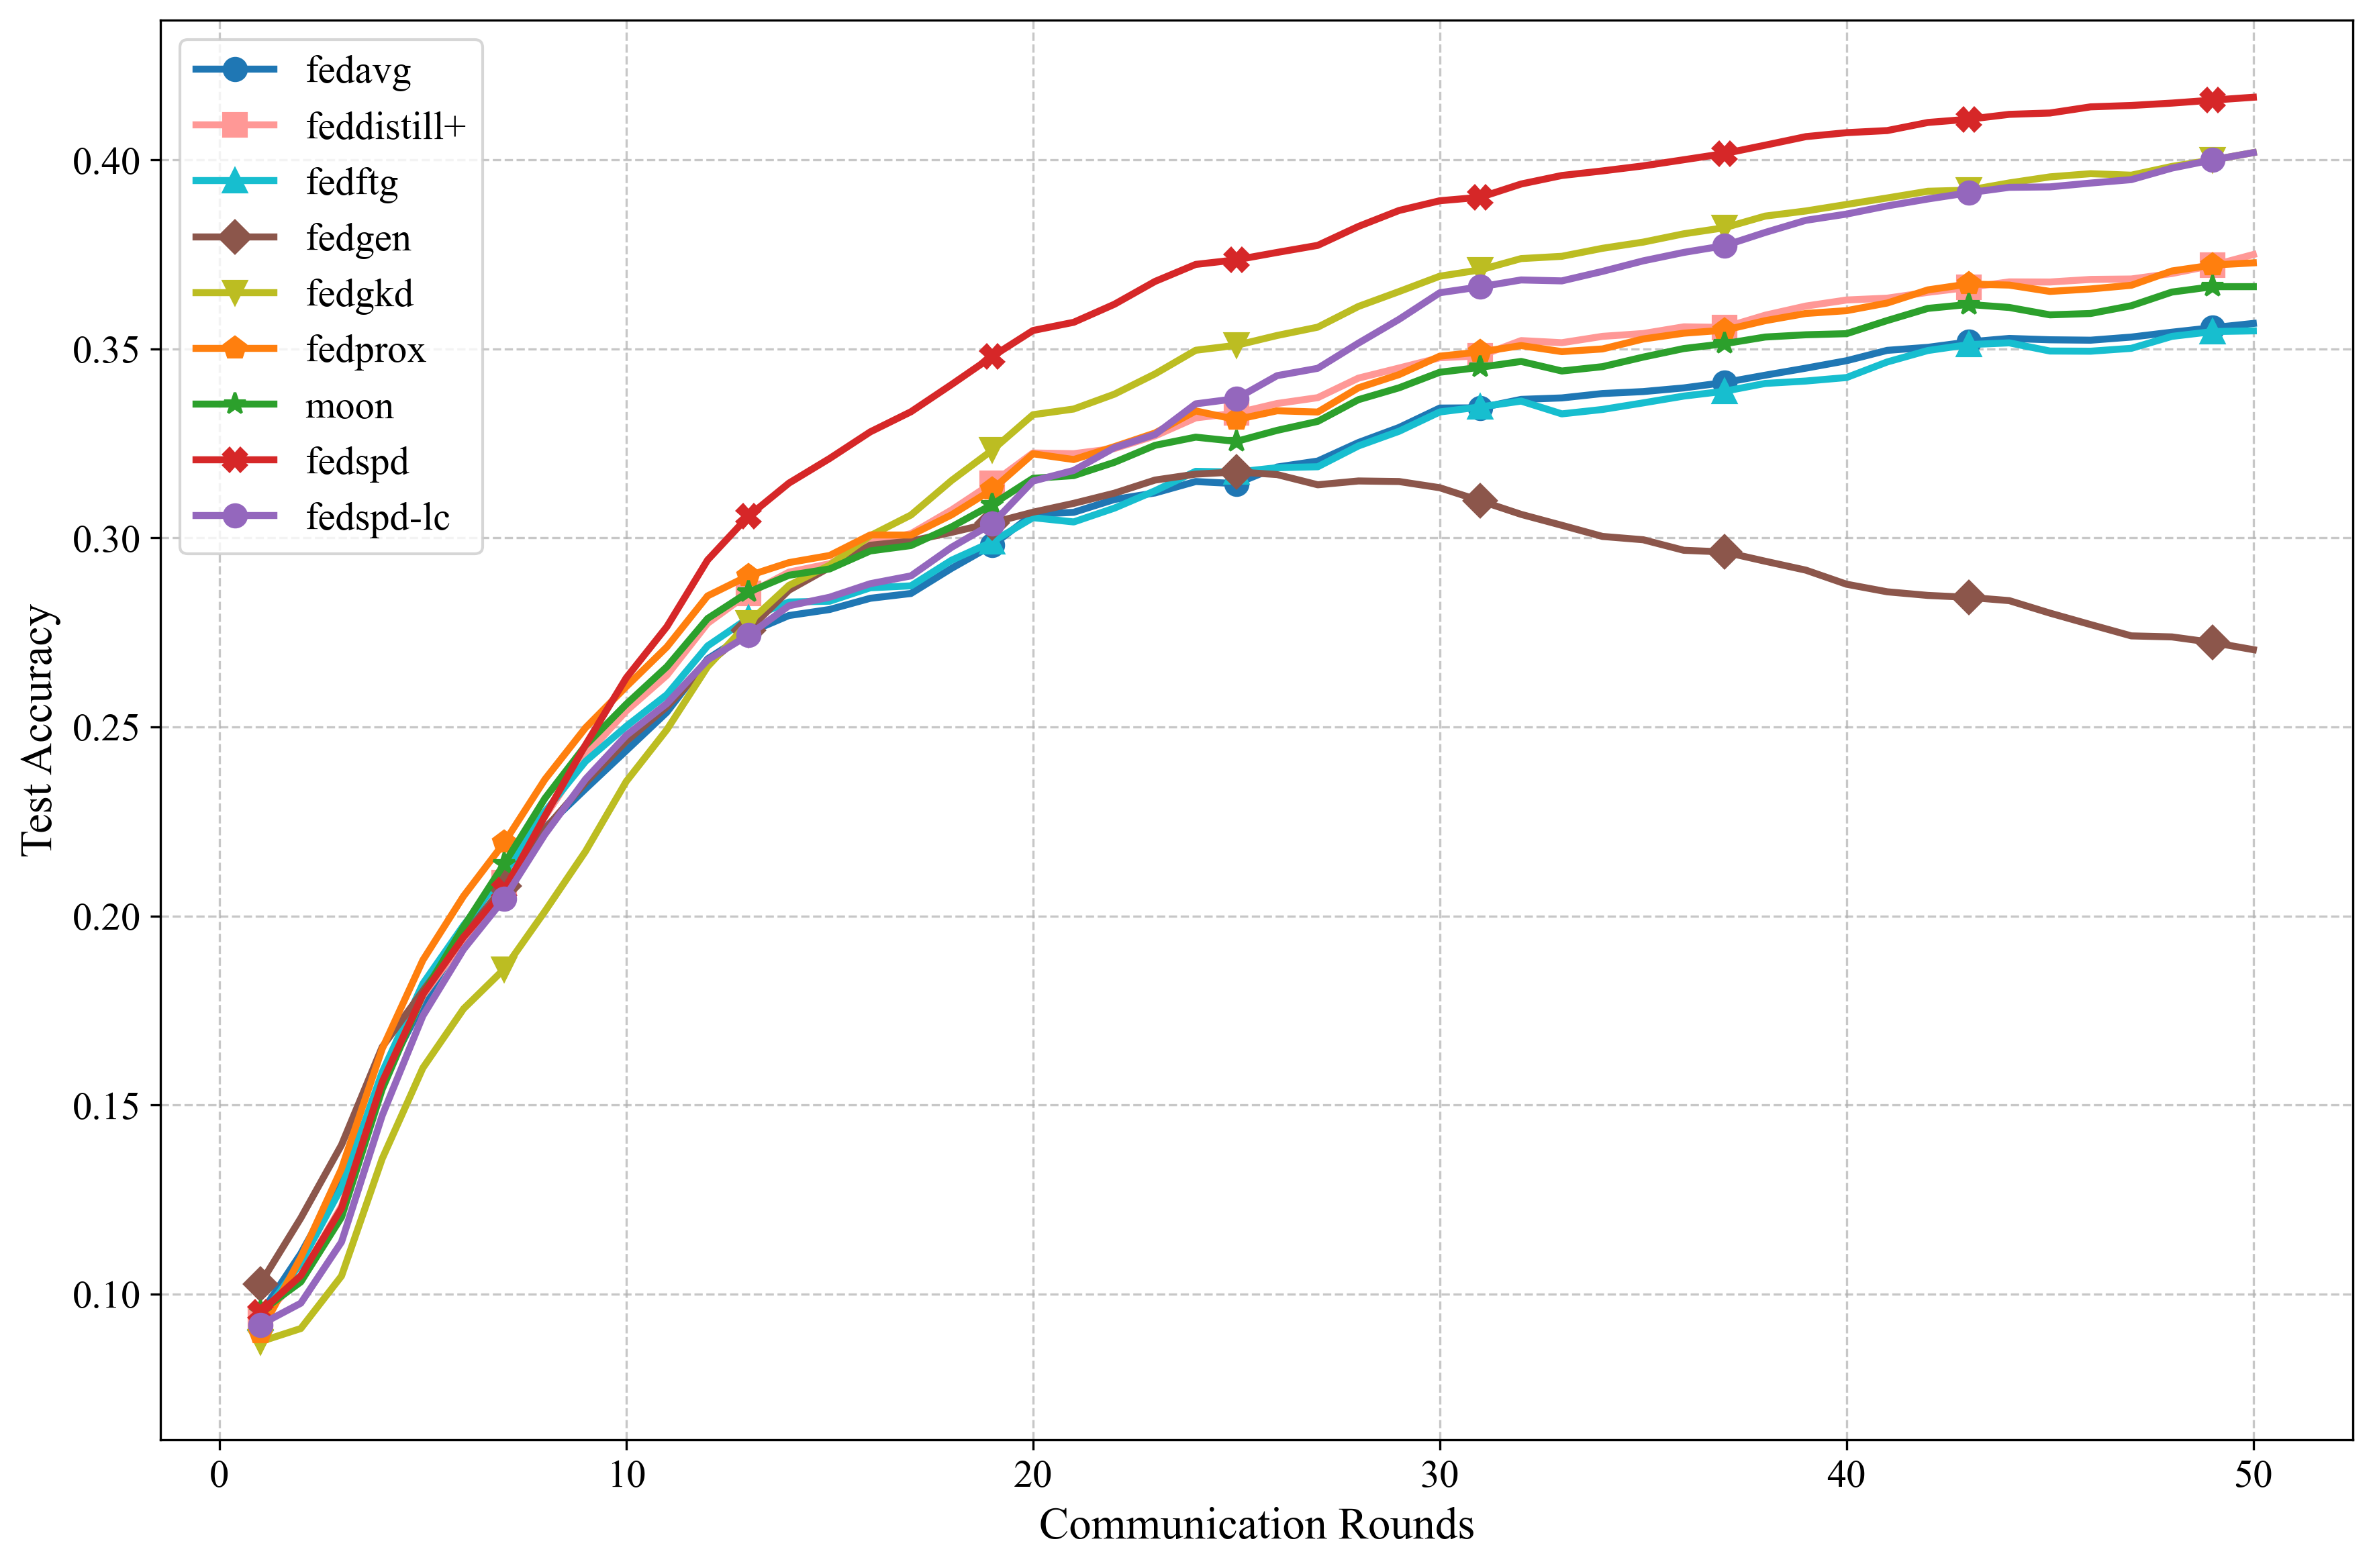 fedavg
feddistill+
fedftg
fedgen
fedgkd
fedprox
moon
fedspd
fedspd-lc
0.40
0.35
0.30
0.25
0.20
0.15
0.10
Test Accuracy
0 10 20 30 40 50
Communication Rounds